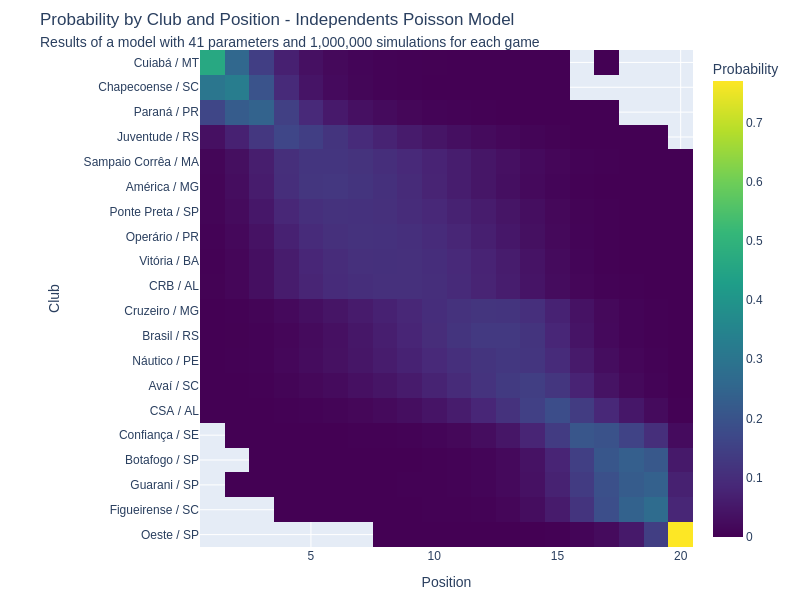 Probability by Club and Position - Independents Poisson Model
Results of a model with 41 parameters and 1,000,000 simulations for each game
Probability
Cuiabá / MT
Chapecoense / SC
Paraná / PR
Juventude / RS
Sampaio Corrêa / MA
América / MG
Ponte Preta / SP
Operário / PR
Vitória / BA
CRB / AL
Cruzeiro / MG
Brasil / RS
Náutico / PE
Avaí / SC
CSA / AL
Confiança / SE
Botafogo / SP
Guarani / SP
Figueirense / SC
Oeste / SP
Club
5
10
15
20
Position
0.7
0.6
0.5
0.4
0.3
0.2
0.1
0